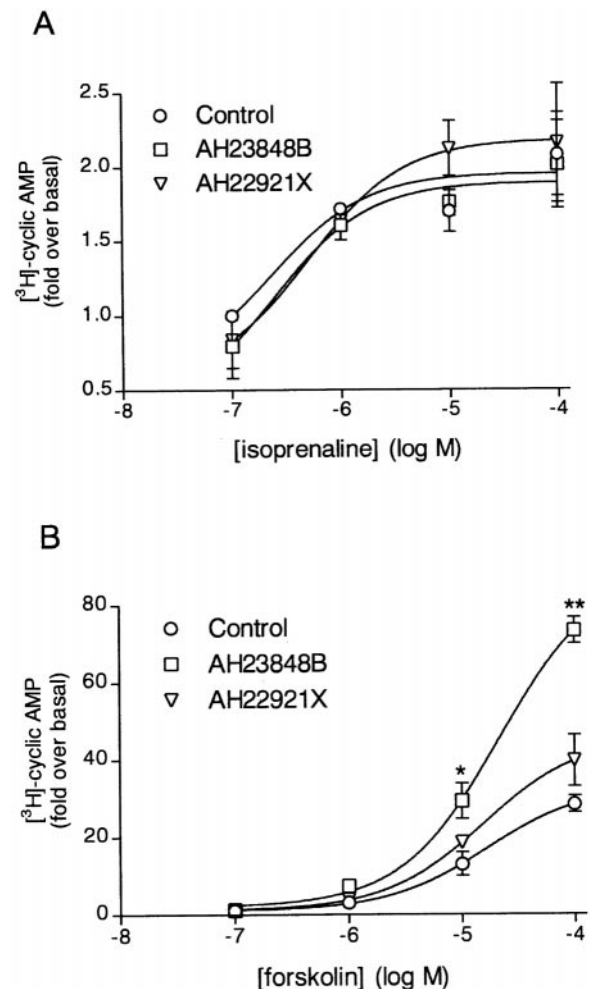 A
[³H]-cyclic AMP
(fold over basal)
2.5
2.0
1.5
1.0
0.5
Control
AH23848B
AH22921X
-8
-7
-6
-5
-4
[isoprenaline] (log M)
B
[³H]-cyclic AMP
(fold over basal)
80
60
40
20
0
Control
AH23848B
AH22921X
*
**
-8
-7
-6
-5
-4
[forskolin] (log M)